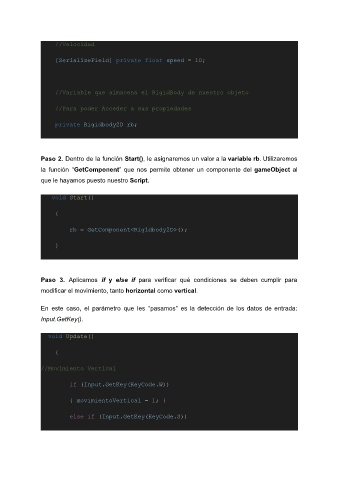 //Velocidad
[SerializeField] private float speed = 10;
//Variable que almacena el RigidBody de nuestro objeto
//Para poder Acceder a sus propiedades
private Rigidbody2D rb;
Paso 2. Dentro de la función Start(), le asignaremos un valor a la variable rb. Utilizaremos
la función "GetComponent" que nos permite obtener un componente del gameObject al
que le hayamos puesto nuestro Script.
void Start()
{
rb = GetComponent<Rigidbody2D>();
}
Paso 3. Aplicamos if y else if para verificar qué condiciones se deben cumplir para
modificar el movimiento, tanto horizontal como vertical.
En este caso, el parámetro que les "pasamos" es la detección de los datos de entrada:
Input.GetKey().
void Update()
{
//Movimiento Vertical
if (Input.GetKey(KeyCode.W))
{ movimientoVertical = 1; }
else if (Input.GetKey(KeyCode.S))